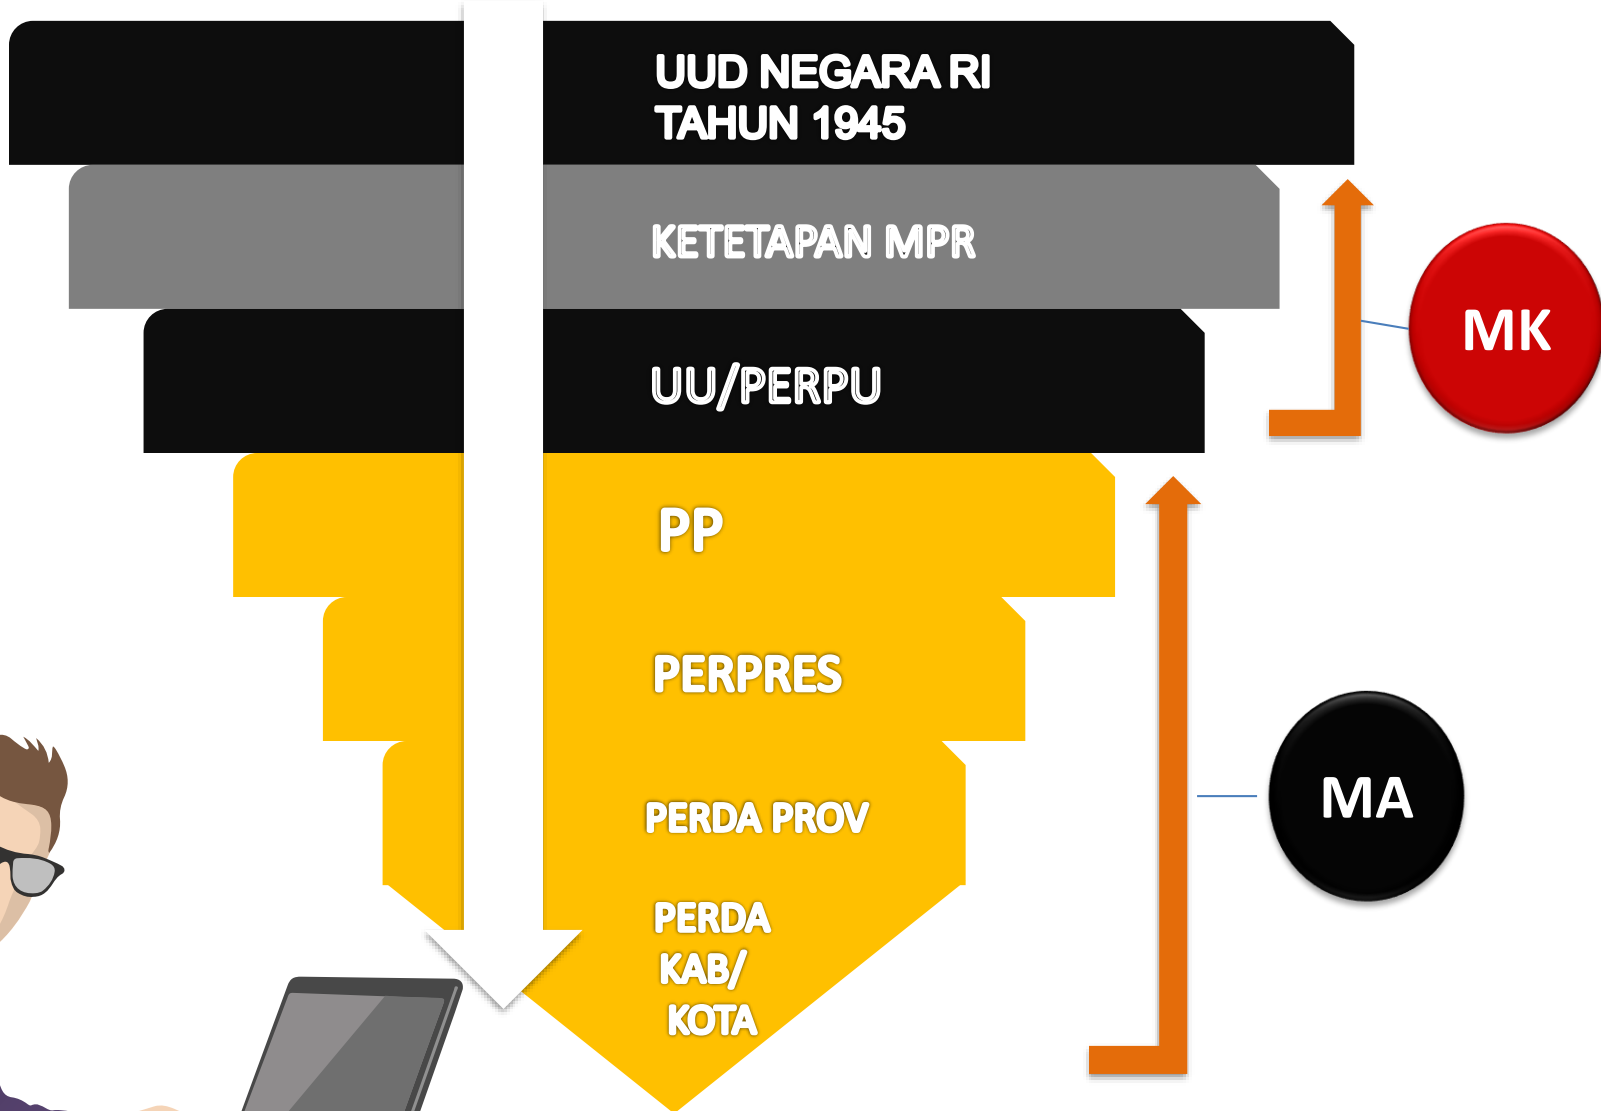 UUD NEGARA RI
TAHUN 1945
KETETAPAN MPR
MK
UU/PERPU
PP
PERPRES
MA
PERDA PROV
PERDA
KAB/
KOTA